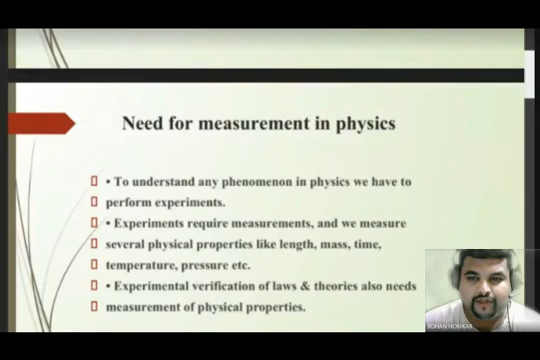 Need for measurement in physics
• To understand any phenomenon in physics we have to
perform experiments.
• Experiments require measurements, and we measure
several physical properties like length, mass, time,
temperature, pressure etc.
• Experimental verification of laws & theories also needs
measurement of physical properties.
ROHAN HOMKAR